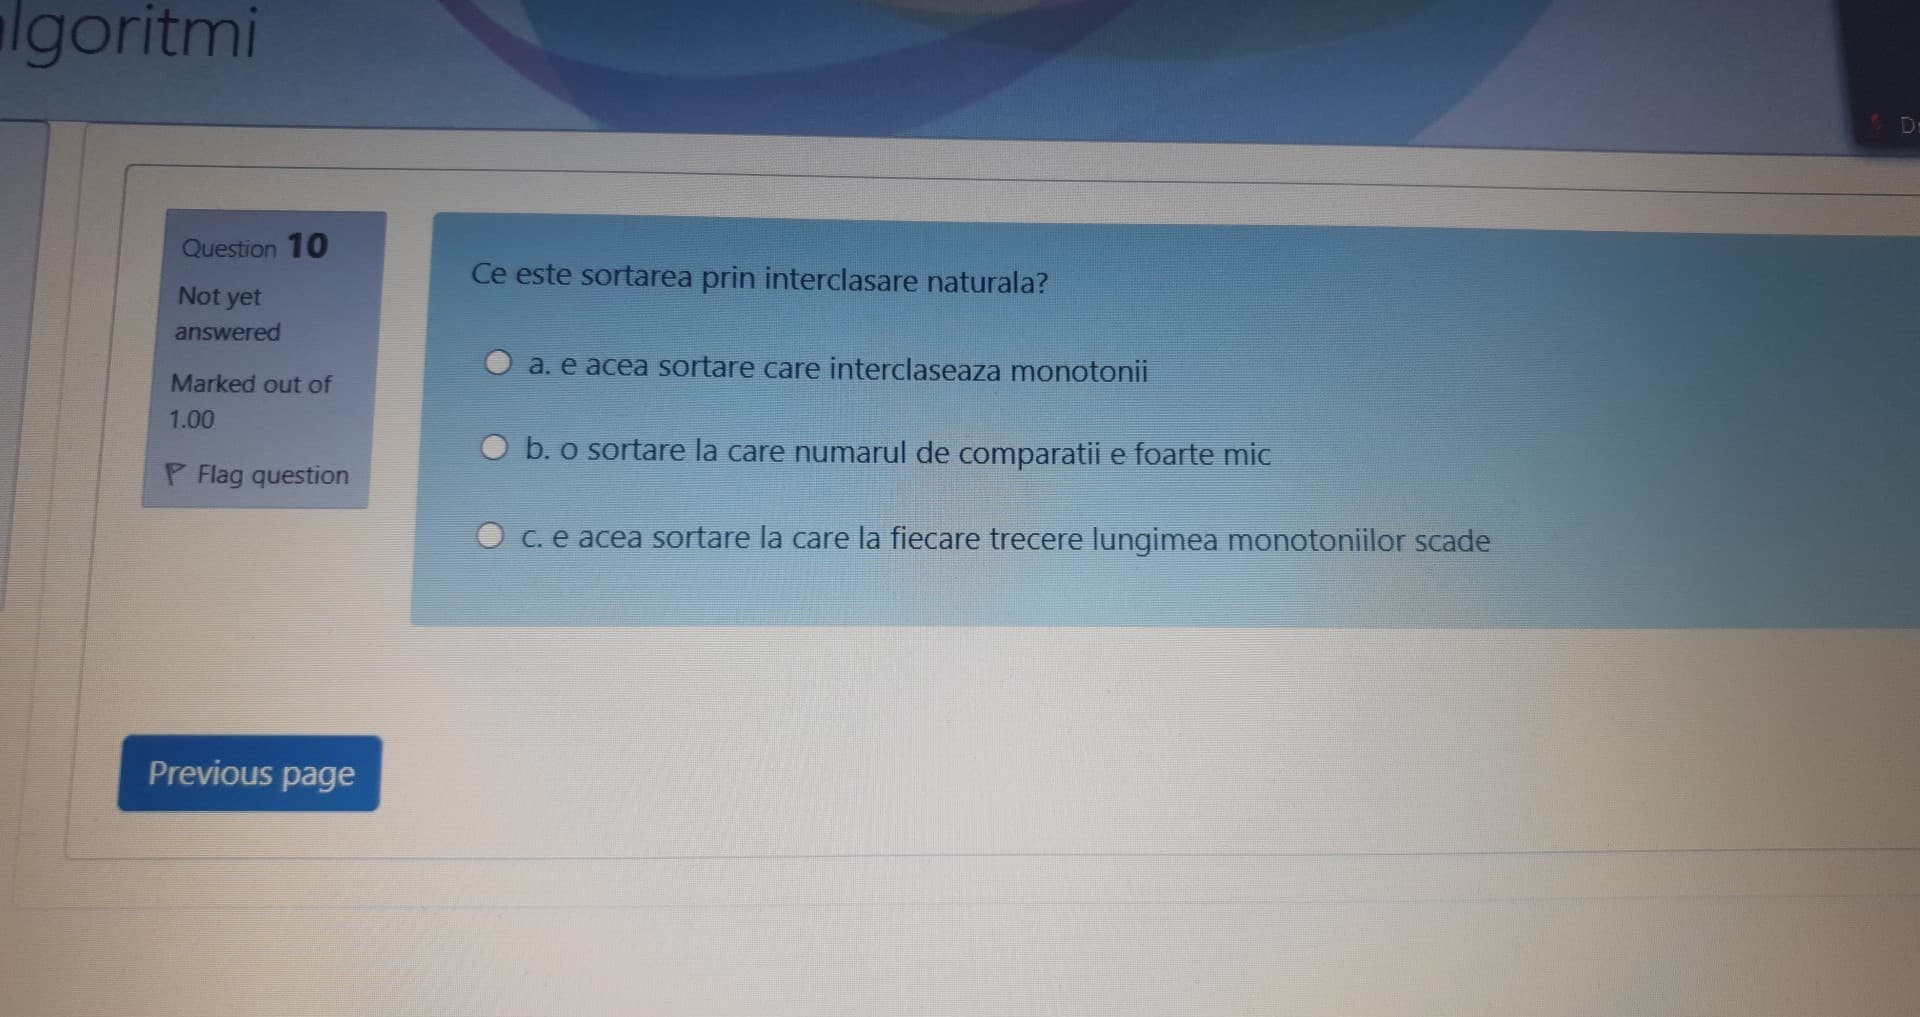 algoritmi
Question 10
Not yet
answered
Marked out of
1.00
Flag question
Ce este sortarea prin interclasare naturala?
a. e acea sortare care interclaseaza monotonii
b. o sortare la care numarul de comparatii e foarte mic
c. e acea sortare la care la fiecare trecere lungimea monotoniilor scade
Previous page